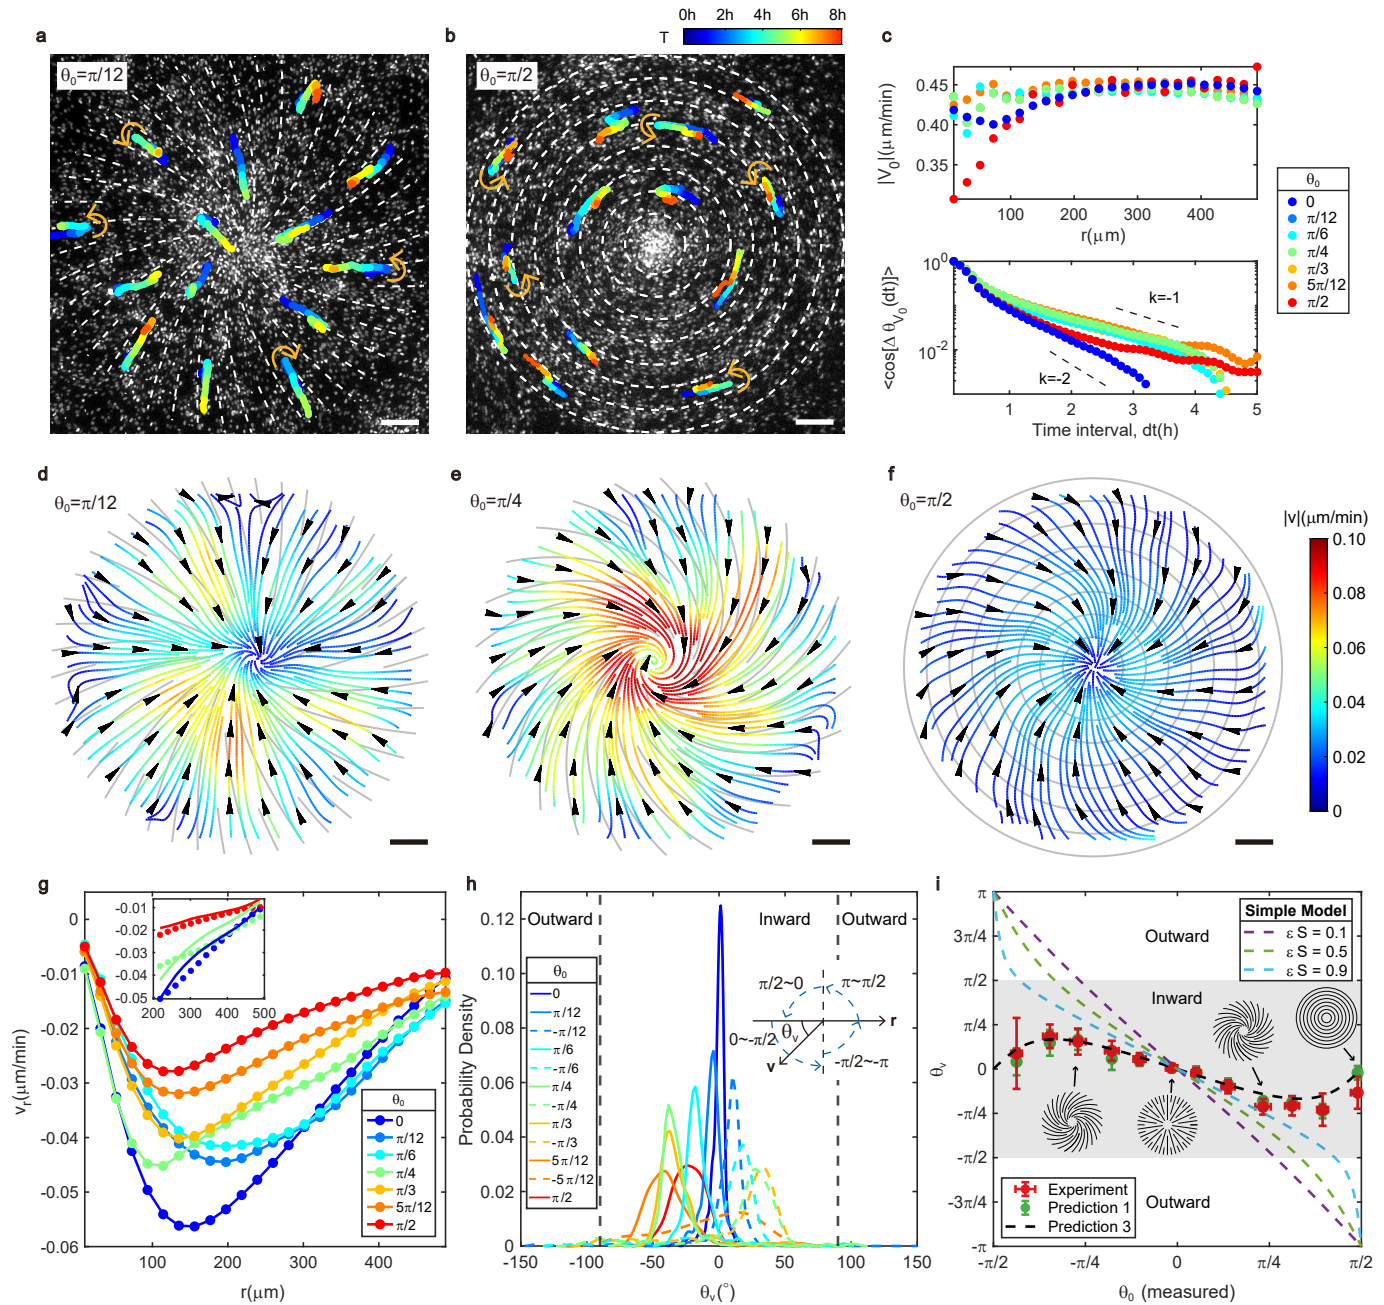 a
θ₀=π/12
b
T
0h 2h 4h 6h 8h
θ₀=π/2
c
|V₀|(μm/min)
0.45
0.40
0.35
100 200 300 400
r(μm)
<cos[Δ θV₀(dt)]>
10⁰
10⁻²
k=-1
k=-2
1 2 3 4 5
Time interval, dt(h)
θ₀
0
π/12
π/6
π/4
π/3
5π/12
π/2
d
θ₀=π/12
e
θ₀=π/4
f
θ₀=π/2
|v|(μm/min)
0.10
0.08
0.06
0.04
0.02
0
g
vr(μm/min)
0
-0.01
-0.02
-0.03
-0.04
-0.05
-0.06
-0.01
-0.02
-0.03
-0.04
-0.05
200 300 400 500
θ₀
0
π/12
π/6
π/4
π/3
5π/12
π/2
100 200 300 400
r(μm)
h
Probability Density
0.12
0.10
0.08
0.06
0.04
0.02
0
Outward
Inward
Outward
θ₀
0
π/12
-π/12
π/6
-π/6
π/4
-π/4
π/3
-π/3
5π/12
-5π/12
π/2
π/2~0
π~π/2
0~-π/2
-π/2~-π
θv
r
v
-150 -100 -50 0 50 100 150
θv(°)
i
θv
π
3π/4
π/2
π/4
0
-π/4
-π/2
-3π/4
-π
Outward
Inward
Outward
Simple Model
ε S = 0.1
ε S = 0.5
ε S = 0.9
Experiment
Prediction 1
Prediction 3
-π/2 -π/4 0 π/4 π/2
θ₀ (measured)